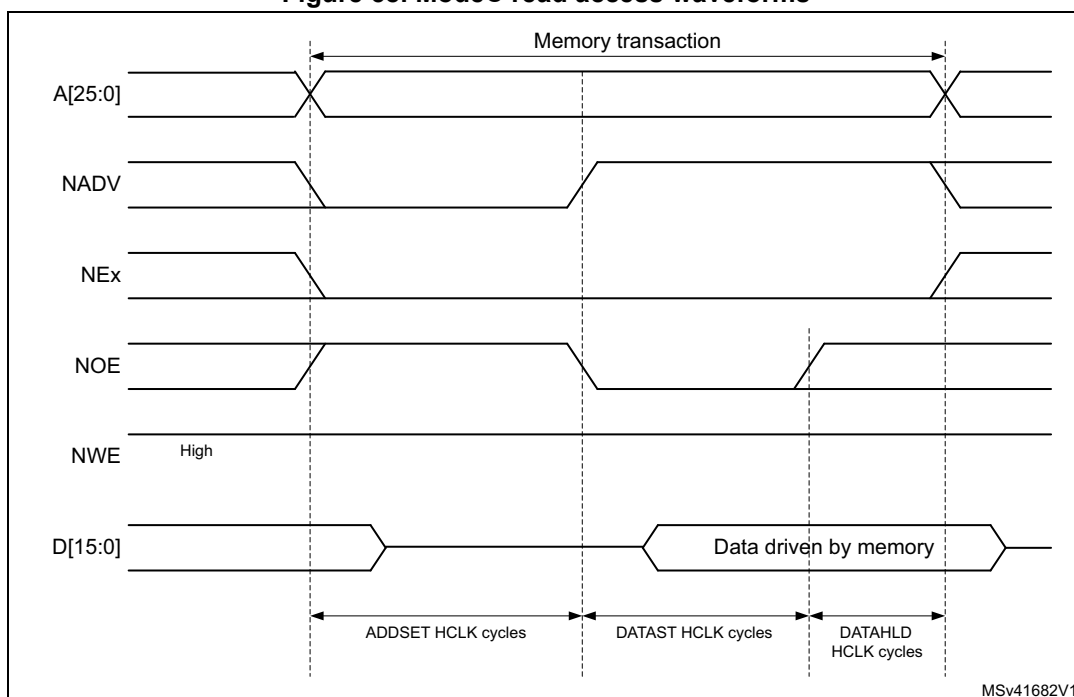 Memory transaction
A[25:0]
NADV
NEx
NOE
NWE High
D[15:0] Data driven by memory
ADDSET HCLK cycles DATAST HCLK cycles DATAHLD
HCLK cycles
MSv41682V1